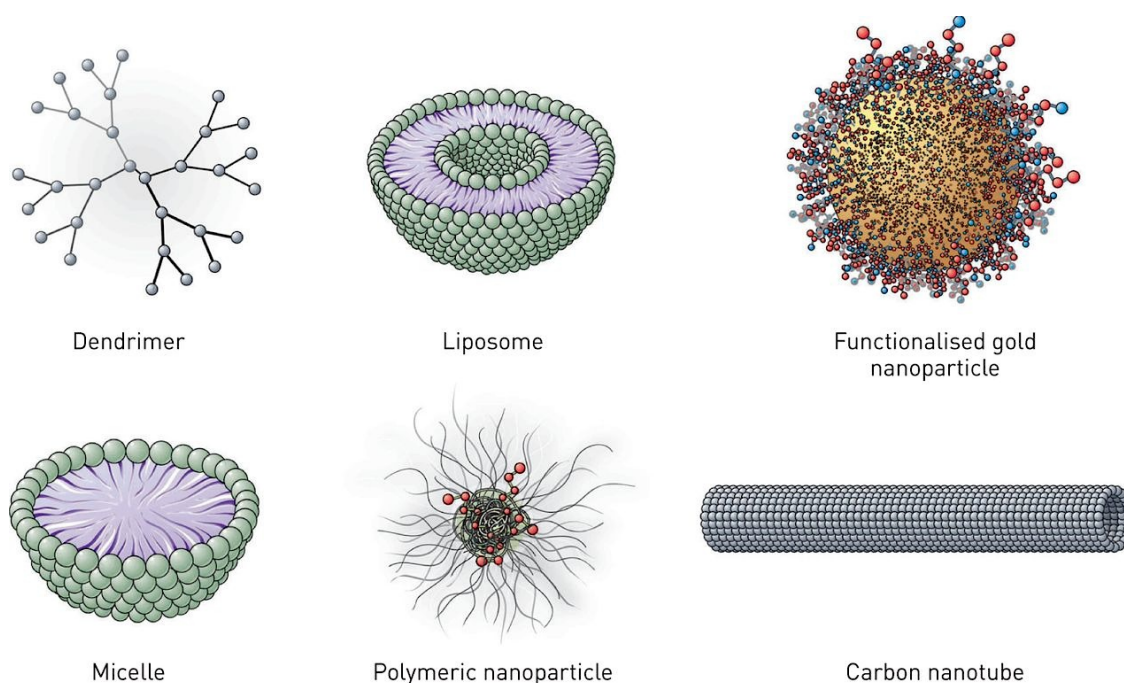 Dendrimer
Liposome
Functionalised gold
nanoparticle
Micelle
Polymeric nanoparticle
Carbon nanotube